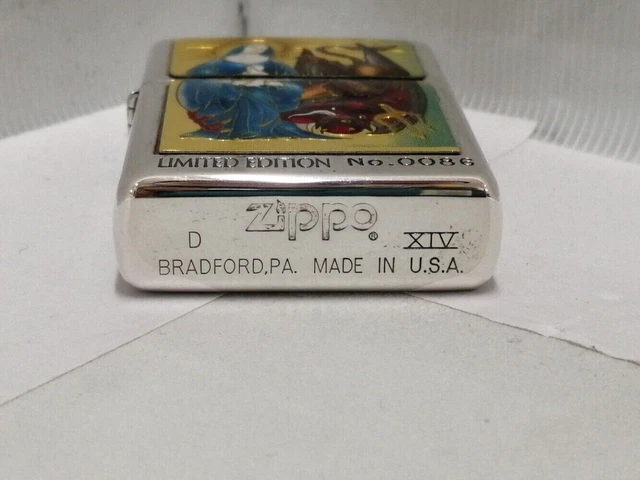 LIMITED EDITION No.0086
Zippo®
D XIV
BRADFORD,PA. MADE IN U.S.A.